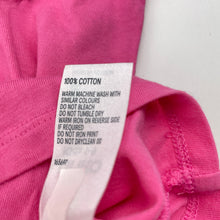 100% COTTON
WARM MACHINE WASH WITH
SIMILAR COLOURS
DO NOT BLEACH
DO NOT TUMBLE DRY
WARM IRON ON REVERSE SIDE
IF REQUIRED
DO NOT IRON PRINT
DO NOT DRYCLEAN